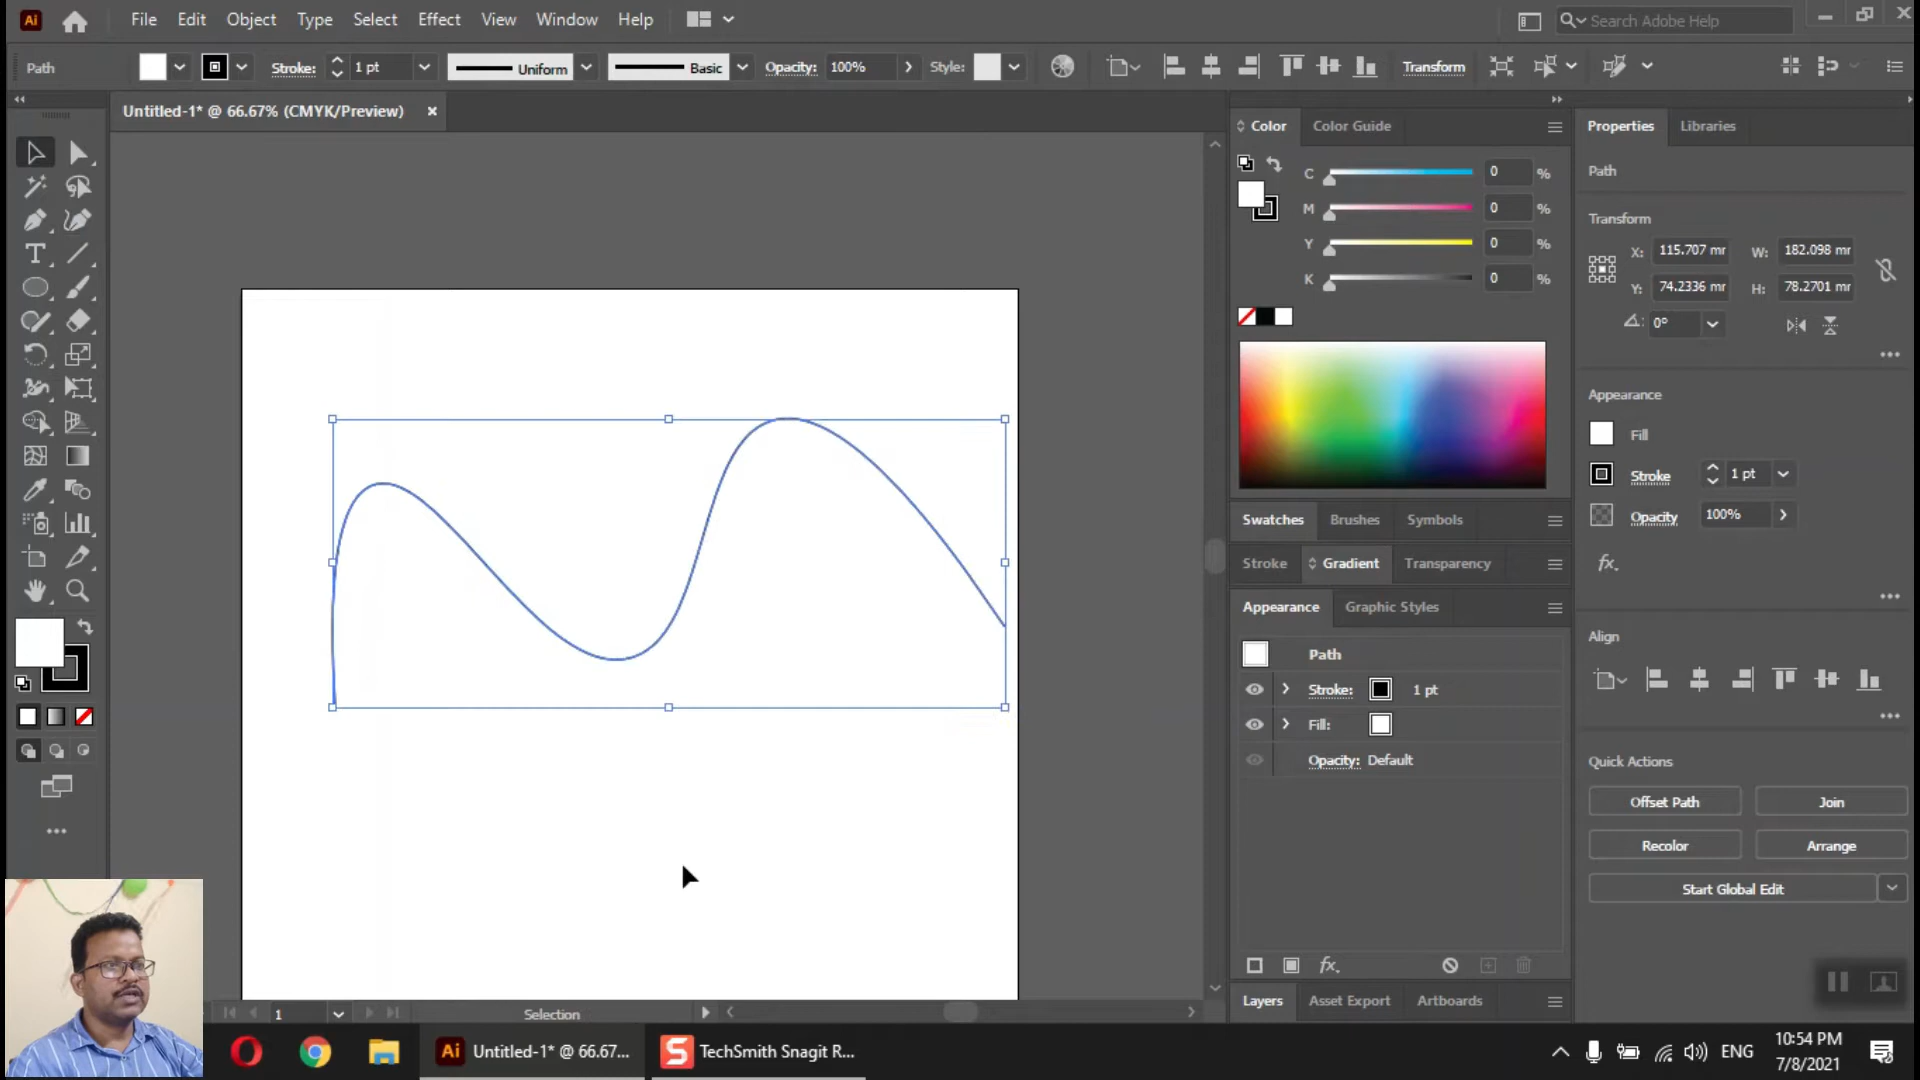 Ai File Edit Object Type Select Effect View Window Help Search Adobe Help
Path Stroke: 1 pt Uniform Basic Opacity: 100% Style: Transform
Untitled-1* @ 66.67% (CMYK/Preview) ×
Color Color Guide
C 0 %
M 0 %
Y 0 %
K 0 %
Swatches Brushes Symbols
Stroke Gradient Transparency
Appearance Graphic Styles
Path
Stroke: 1 pt
Fill:
Opacity: Default
fx.
Layers Asset Export Artboards
Properties Libraries
Path
Transform
X: 115.707 mr W: 182.098 mr
Y: 74.2336 mr H: 78.2701 mr
0°
Appearance
Fill
Stroke 1 pt
Opacity 100%
fx.
Align
Quick Actions
Offset Path Join
Recolor Arrange
Start Global Edit
1 Selection
Ai Untitled-1* @ 66.67... S TechSmith Snagit R... ENG 10:54 PM
7/8/2021